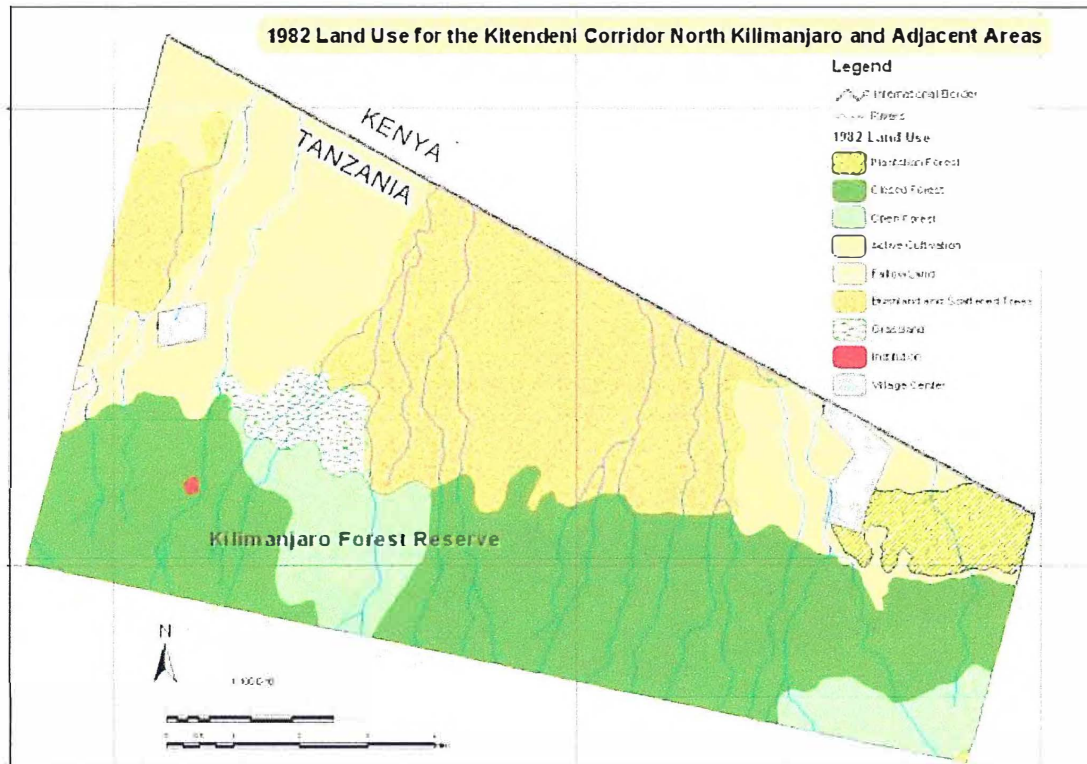 1982 Land Use for the Kitendeni Corridor North Kilimanjaro and Adjacent Areas
Legend
International Border
Rivers
1982 Land Use
Plantation Forest
Closed Forest
Open Forest
Active Cultivation
Fallow Land
Bushland and Scattered Trees
Grassland
Institution
Village Center
KENYA
TANZANIA
Kilimanjaro Forest Reserve
N